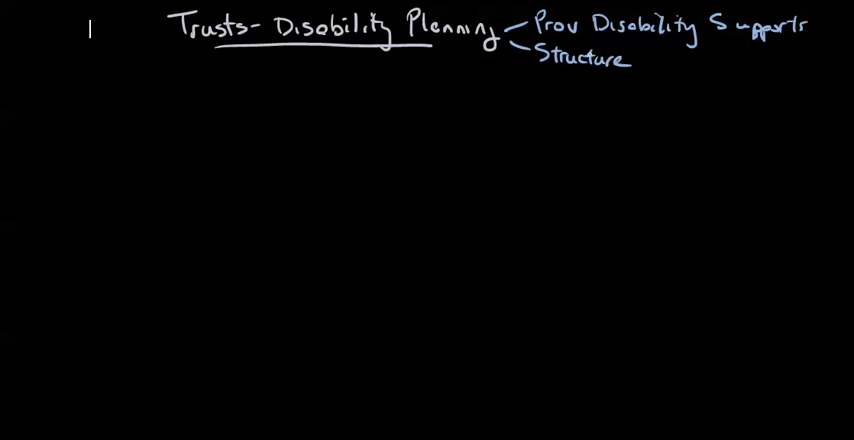 Trusts - Disability Planning
Prov Disability Supports
Structure